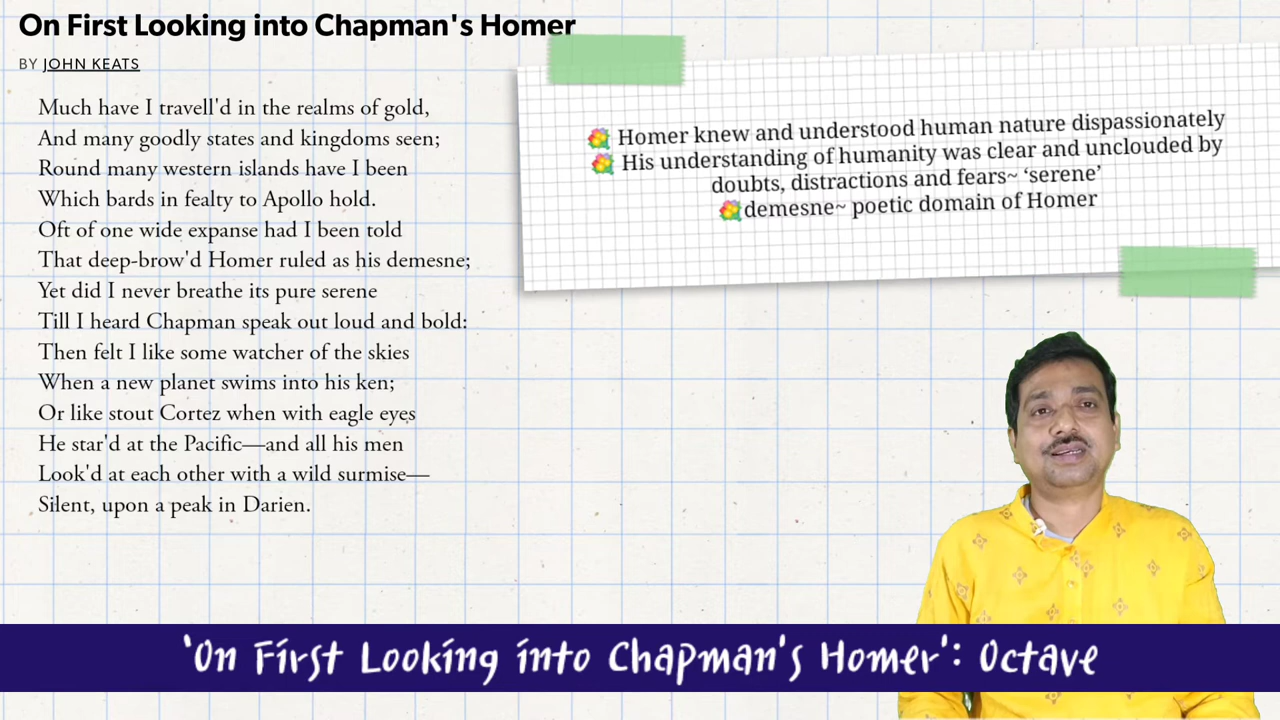 On First Looking into Chapman's Homer
BY JOHN KEATS
Much have I travell'd in the realms of gold,
And many goodly states and kingdoms seen;
Round many western islands have I been
Which bards in fealty to Apollo hold.
Oft of one wide expanse had I been told
That deep-brow'd Homer ruled as his demesne;
Yet did I never breathe its pure serene
Till I heard Chapman speak out loud and bold:
Then felt I like some watcher of the skies
When a new planet swims into his ken;
Or like stout Cortez when with eagle eyes
He star'd at the Pacific—and all his men
Look'd at each other with a wild surmise—
Silent, upon a peak in Darien.
Homer knew and understood human nature dispassionately
His understanding of humanity was clear and unclouded by
doubts, distractions and fears~ ‘serene’
demesne~ poetic domain of Homer
'On First Looking into Chapman's Homer': Octave